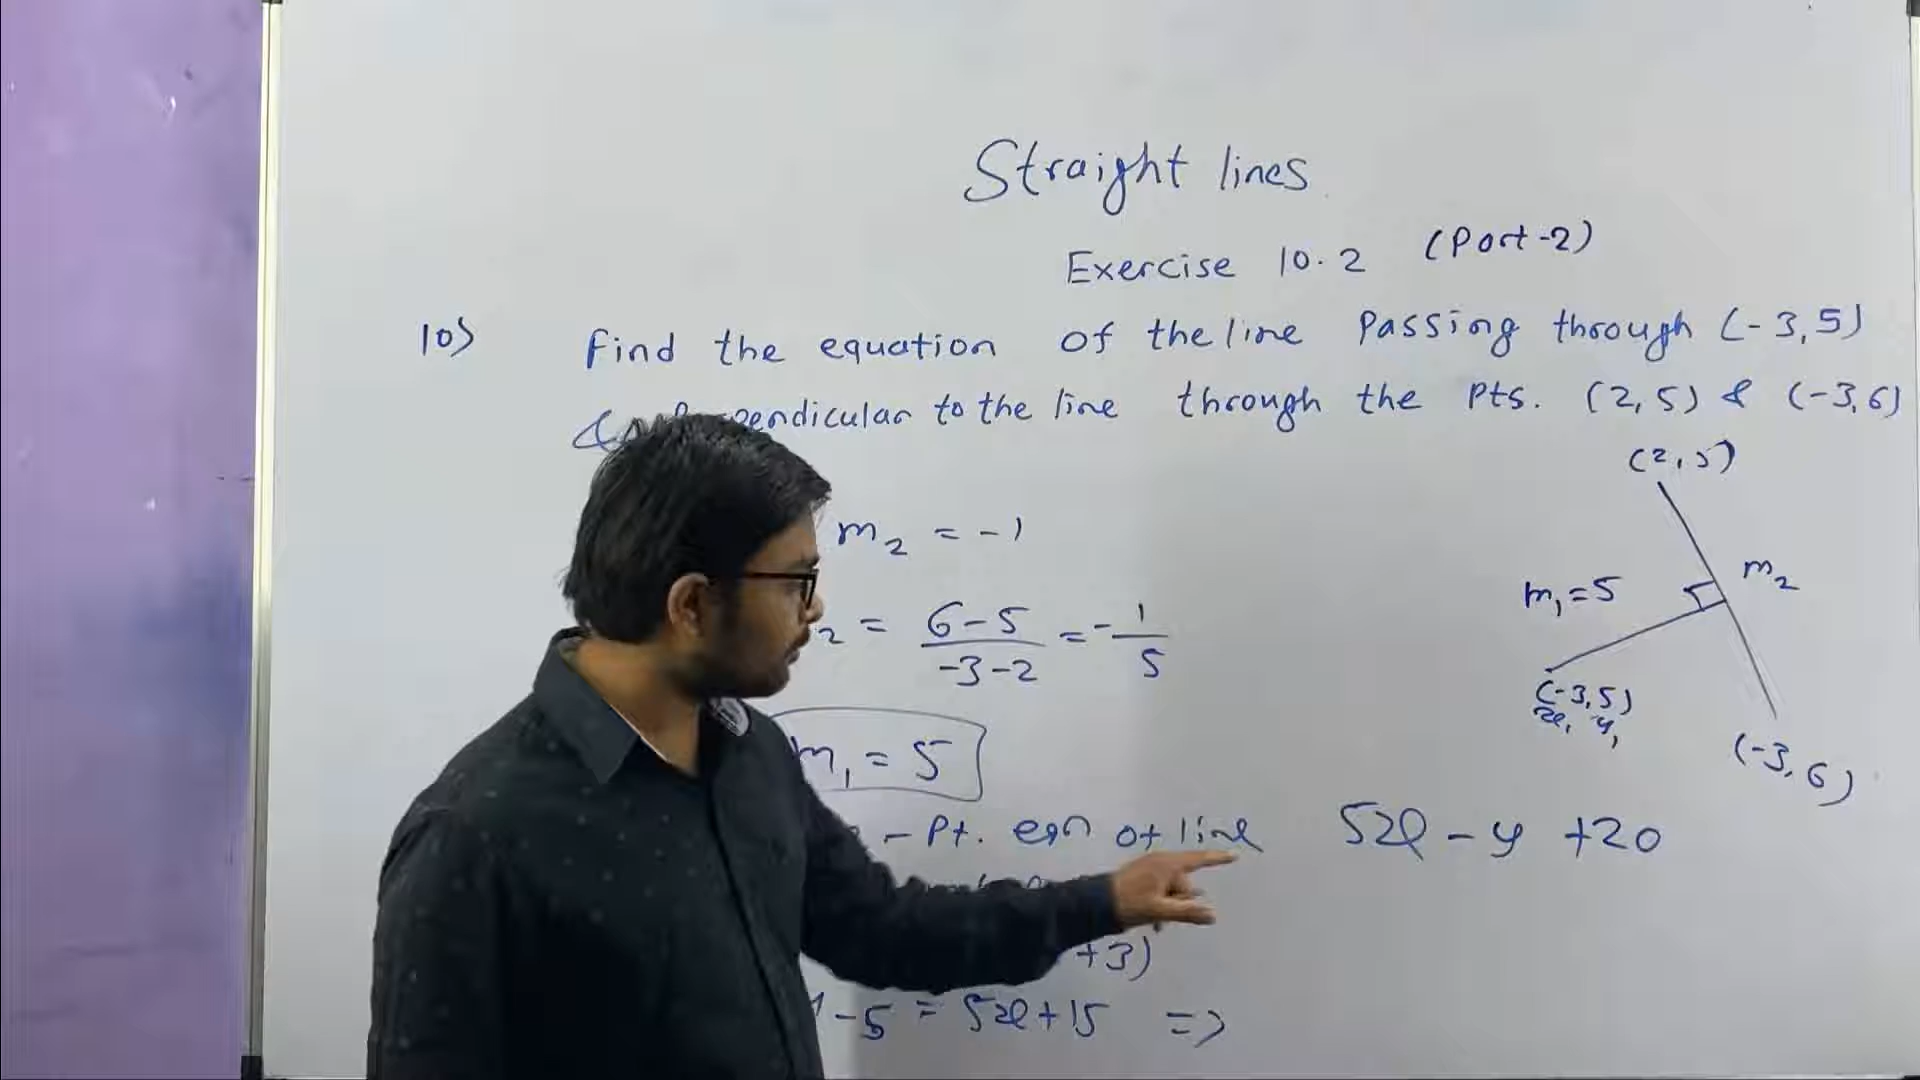 Straight lines
Exercise 10.2 (Part-2)
10) Find the equation of the line Passing through (-3,5)
& Perpendicular to the line through the Pts. (2,5) & (-3,6)
(2,5)
m₂ = -1
m₁=5 m₂
₂ = 6-5/-3-2 = -1/5
(-3,5)
x₁ y₁
(-3,6)
m₁ = 5
- Pt. eqn of line 5x - y +20
+3)
-5 = 5x+15 =>